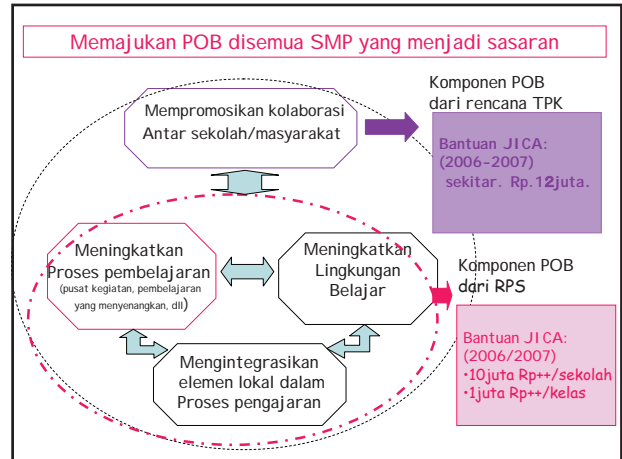 Memajukan POB disemua SMP yang menjadi sasaran
Mempromosikan kolaborasi
Antar sekolah/masyarakat
Komponen POB
dari rencana TPK
Bantuan JICA:
(2006-2007)
sekitar. Rp.12juta.
Meningkatkan
Proses pembelajaran
(pusat kegiatan, pembelajaran
yang menyenangkan, dll)
Meningkatkan
Lingkungan
Belajar
Komponen POB
dari RPS
Bantuan JICA:
(2006/2007)
•10juta Rp++/sekolah
•1juta Rp++/kelas
Mengintegrasikan
elemen lokal dalam
Proses pengajaran